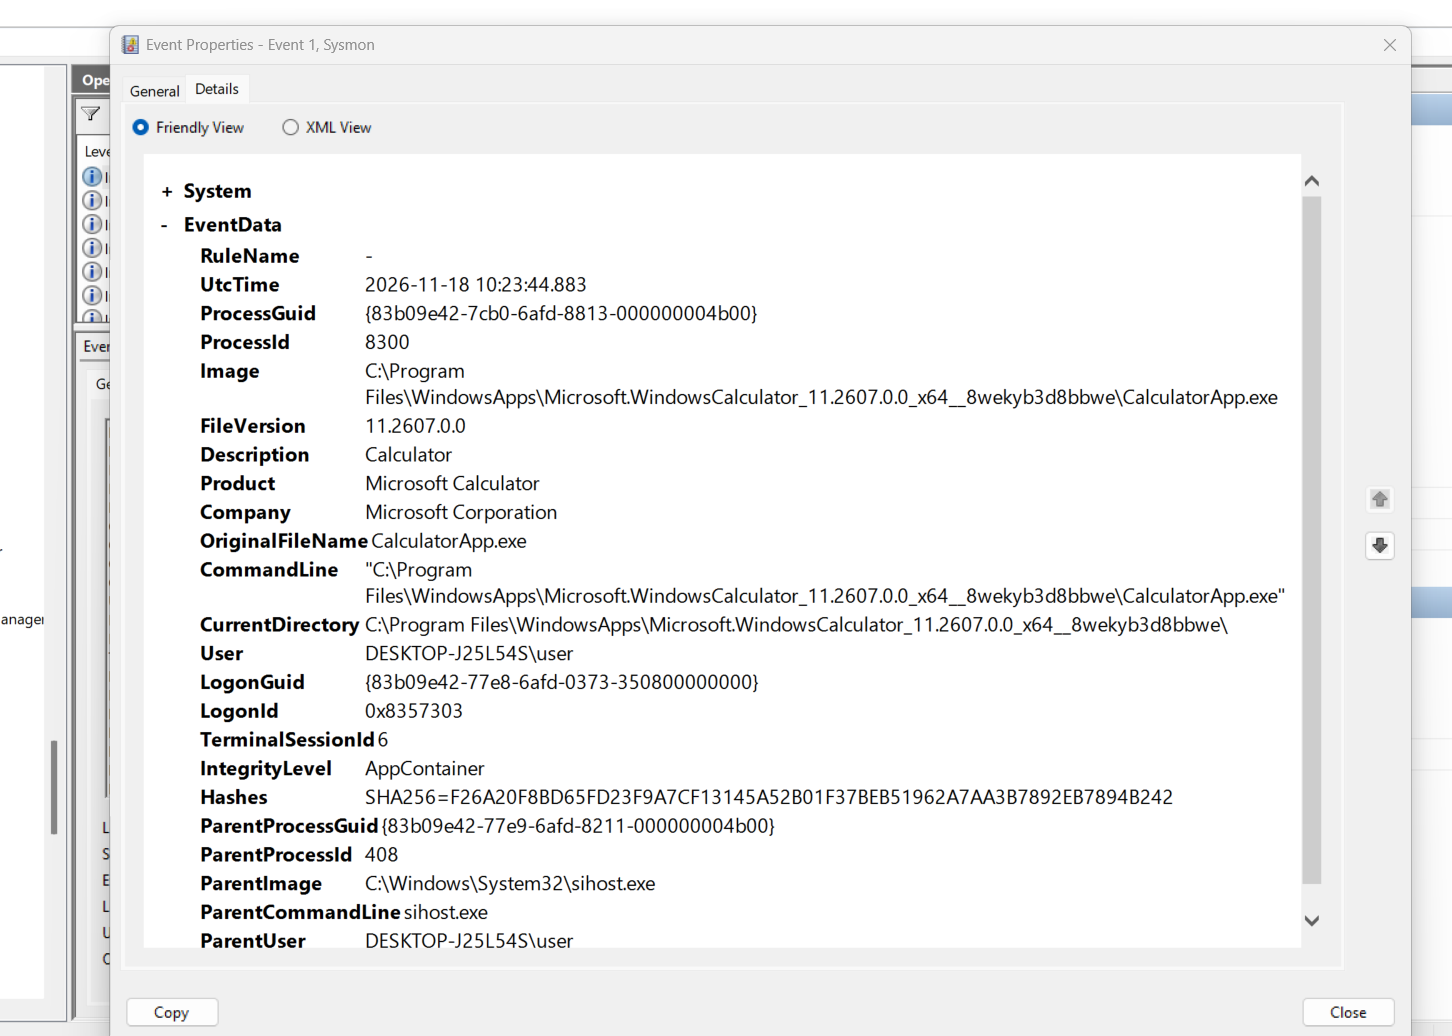 Event Properties - Event 1, Sysmon
General Details
Friendly View XML View
+ System
- EventData
RuleName -
UtcTime 2026-11-18 10:23:44.883
ProcessGuid {83b09e42-7cb0-6afd-8813-000000004b00}
ProcessId 8300
Image C:\Program
Files\WindowsApps\Microsoft.WindowsCalculator_11.2607.0.0_x64__8wekyb3d8bbwe\CalculatorApp.exe
FileVersion 11.2607.0.0
Description Calculator
Product Microsoft Calculator
Company Microsoft Corporation
OriginalFileName CalculatorApp.exe
CommandLine "C:\Program
Files\WindowsApps\Microsoft.WindowsCalculator_11.2607.0.0_x64__8wekyb3d8bbwe\CalculatorApp.exe"
CurrentDirectory C:\Program Files\WindowsApps\Microsoft.WindowsCalculator_11.2607.0.0_x64__8wekyb3d8bbwe\
User DESKTOP-J25L54S\user
LogonGuid {83b09e42-77e8-6afd-0373-350800000000}
LogonId 0x8357303
TerminalSessionId 6
IntegrityLevel AppContainer
Hashes SHA256=F26A20F8BD65FD23F9A7CF13145A52B01F37BEB51962A7AA3B7892EB7894B242
ParentProcessGuid {83b09e42-77e9-6afd-8211-000000004b00}
ParentProcessId 408
ParentImage C:\Windows\System32\sihost.exe
ParentCommandLine sihost.exe
ParentUser DESKTOP-J25L54S\user
Copy Close